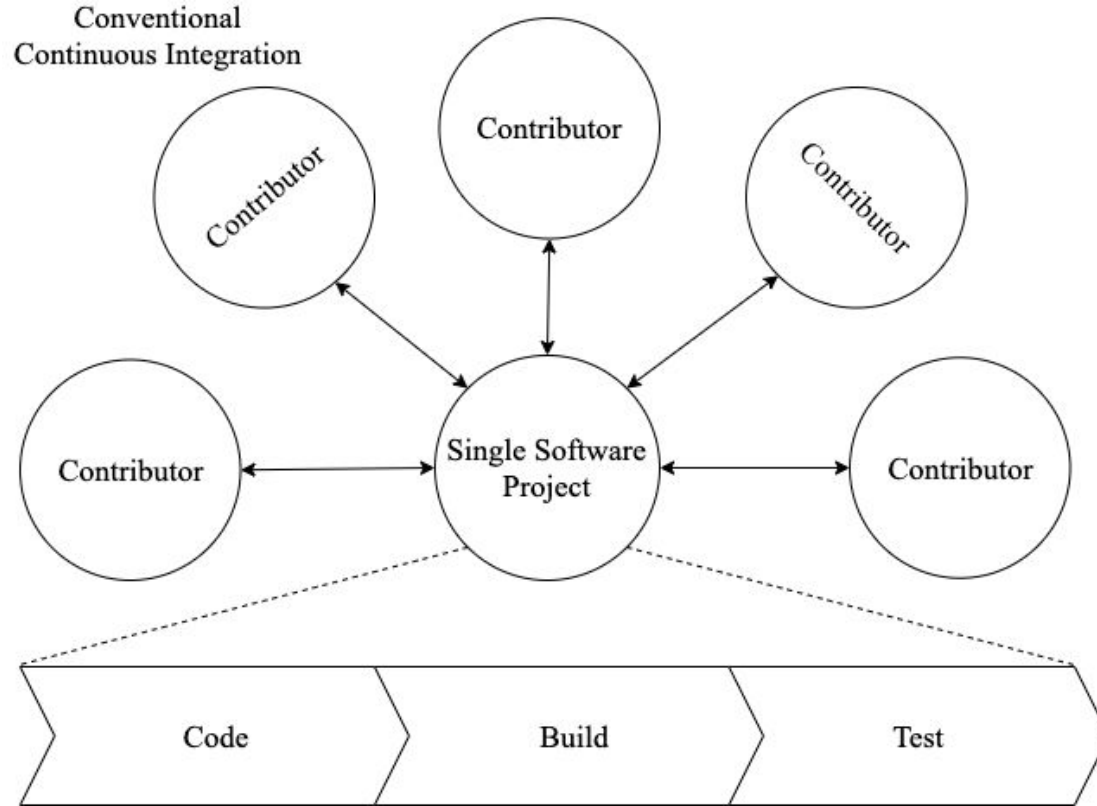 Conventional
Continuous Integration
Contributor
Contributor
Contributor
Contributor
Single Software
Project
Contributor
Code
Build
Test